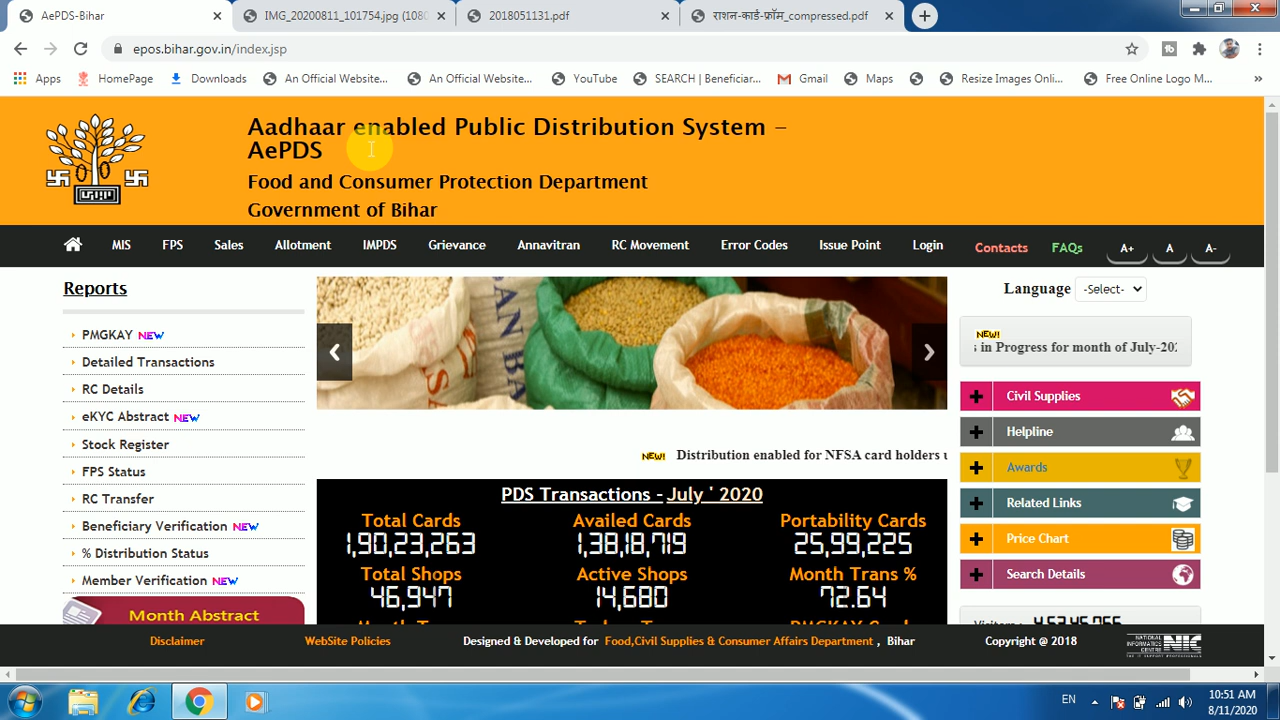 AePDS-Bihar
IMG_20200811_101754.jpg (1080
2018051131.pdf
राशन-कार्ड-फ्रॉम_compressed.pdf
epos.bihar.gov.in/index.jsp
Apps
HomePage
Downloads
An Official Website...
An Official Website...
YouTube
SEARCH | Beneficiar...
Gmail
Maps
Resize Images Onli...
Free Online Logo M...
Aadhaar enabled Public Distribution System –
AePDS
Food and Consumer Protection Department
Government of Bihar
MIS FPS Sales Allotment IMPDS Grievance Annavitran RC Movement Error Codes Issue Point Login Contacts FAQs A+ A A-
Reports
PMGKAY NEW
Detailed Transactions
RC Details
eKYC Abstract NEW
Stock Register
FPS Status
RC Transfer
Beneficiary Verification NEW
% Distribution Status
Member Verification NEW
Month Abstract
NEW! Distribution enabled for NFSA card holders u
PDS Transactions - July ' 2020
Total Cards Availed Cards Portability Cards
1,90,23,263 1,38,18,719 25,99,225
Total Shops Active Shops Month Trans %
46,947 14,680 72.64
Language -Select-
NEW!
s in Progress for month of July-202
Civil Supplies
Helpline
Awards
Related Links
Price Chart
Search Details
Disclaimer WebSite Policies Designed & Developed for Food,Civil Supplies & Consumer Affairs Department , Bihar Copyright @ 2018
NATIONAL
INFORMATICS
CENTRE
NIC
EN
10:51 AM
8/11/2020